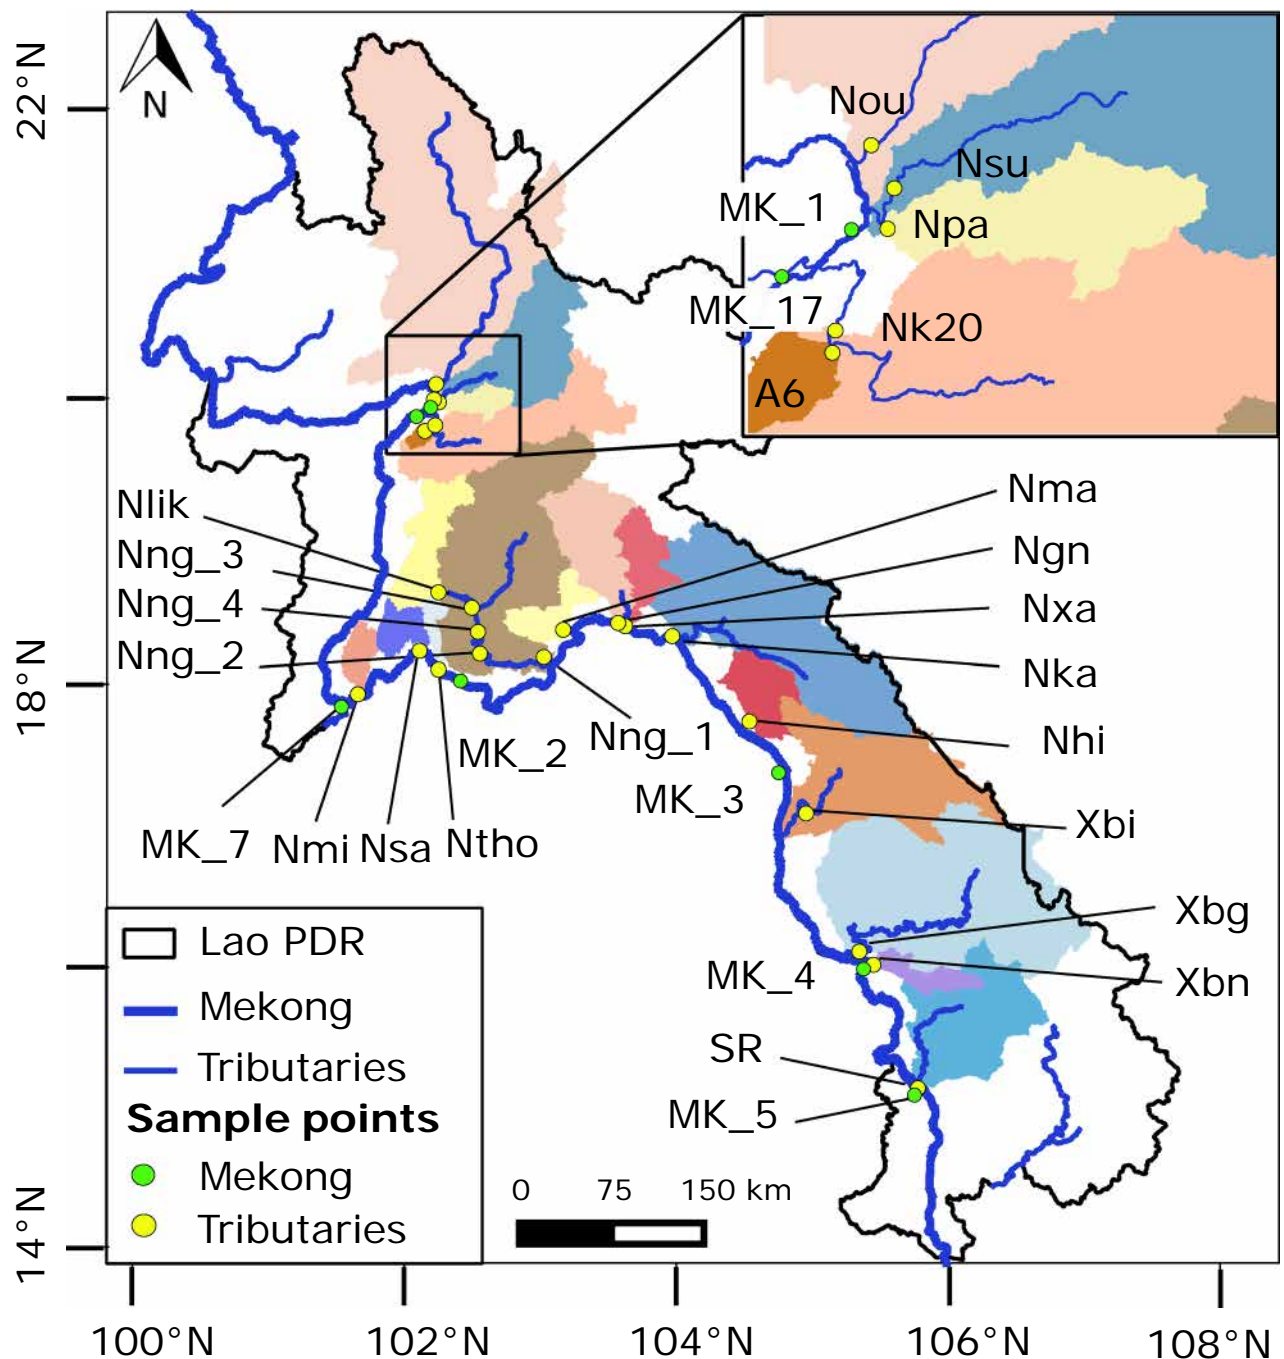 22°N
18°N
14°N
N
Nou
Nsu
MK_1
Npa
MK_17
Nk20
A6
Nlik
Nng_3
Nng_4
Nng_2
Nma
Ngn
Nxa
Nka
Nhi
Nng_1
MK_2
MK_3
Xbi
MK_7
Nmi
Nsa
Ntho
Xbg
Xbn
MK_4
SR
MK_5
Lao PDR
Mekong
Tributaries
Sample points
Mekong
Tributaries
0 75 150 km
100°N 102°N 104°N 106°N 108°N